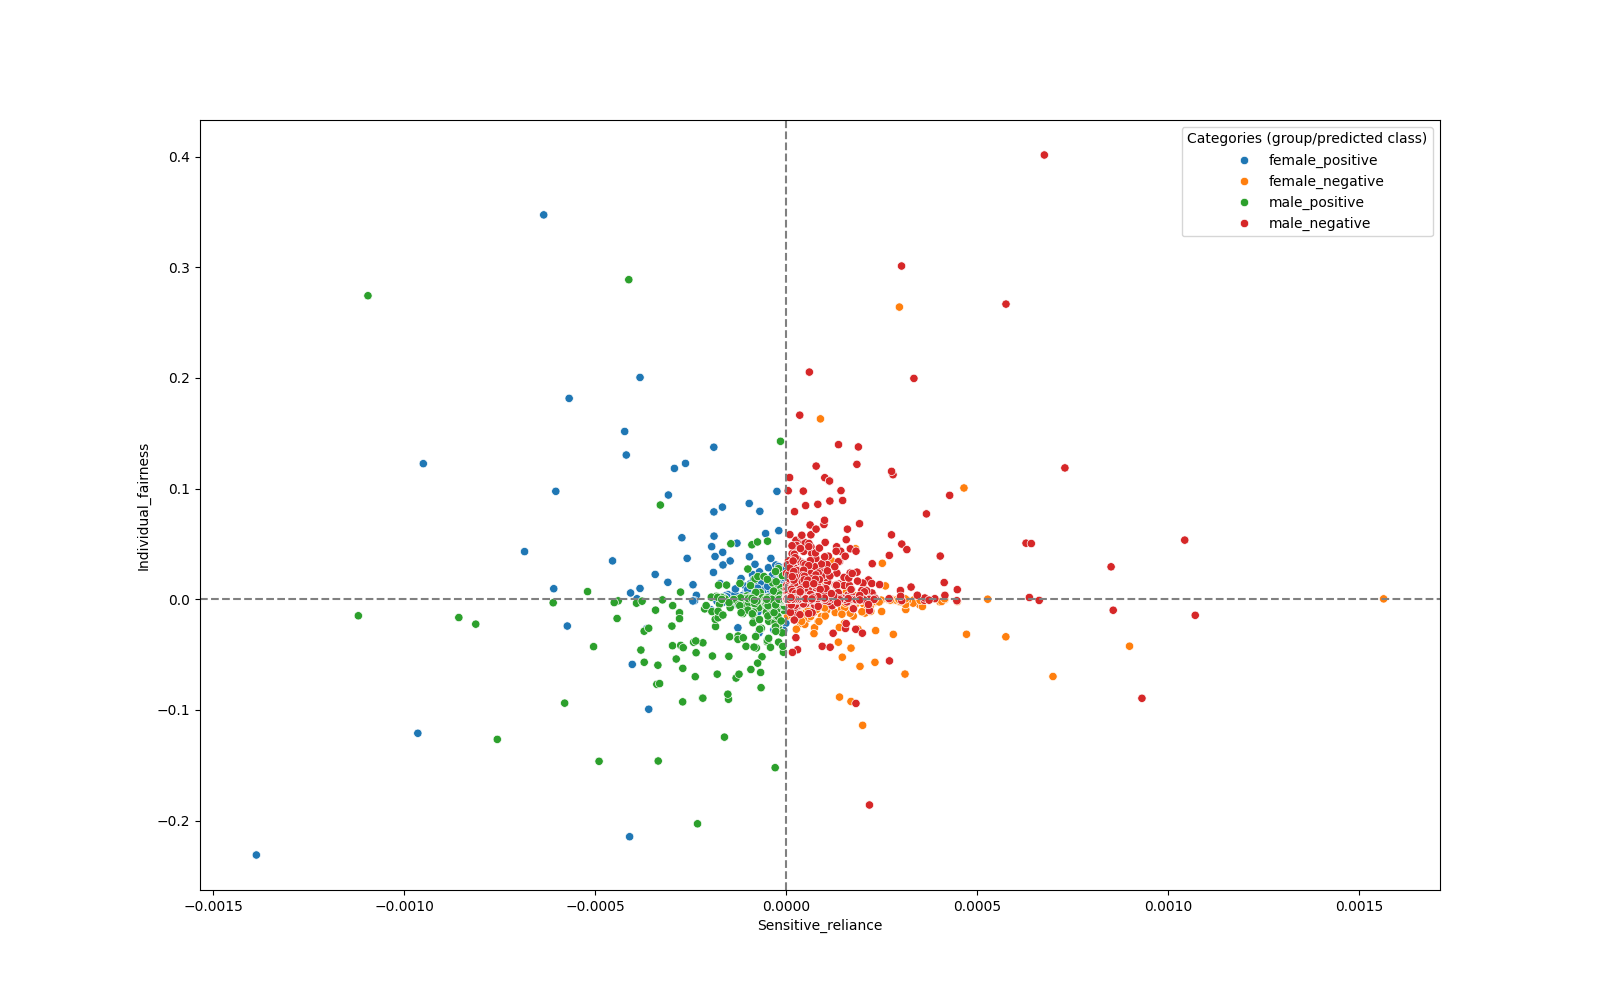 Categories (group/predicted class)
female_positive
female_negative
male_positive
male_negative
0.4
0.3
0.2
0.1
0.0
−0.1
−0.2
Individual_fairness
−0.0015
−0.0010
−0.0005
0.0000
0.0005
0.0010
0.0015
Sensitive_reliance